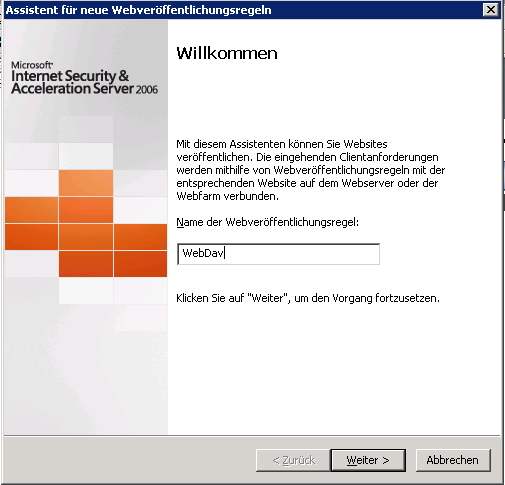 Assistent für neue Webveröffentlichungsregeln
Microsoft
Internet Security &
Acceleration Server 2006
Willkommen
Mit diesem Assistenten können Sie Websites
veröffentlichen. Die eingehenden Clientanforderungen
werden mithilfe von Webveröffentlichungsregeln mit der
entsprechenden Website auf dem Webserver oder der
Webfarm verbunden.
Name der Webveröffentlichungsregel:
WebDav
Klicken Sie auf "Weiter", um den Vorgang fortzusetzen.
< Zurück Weiter > Abbrechen